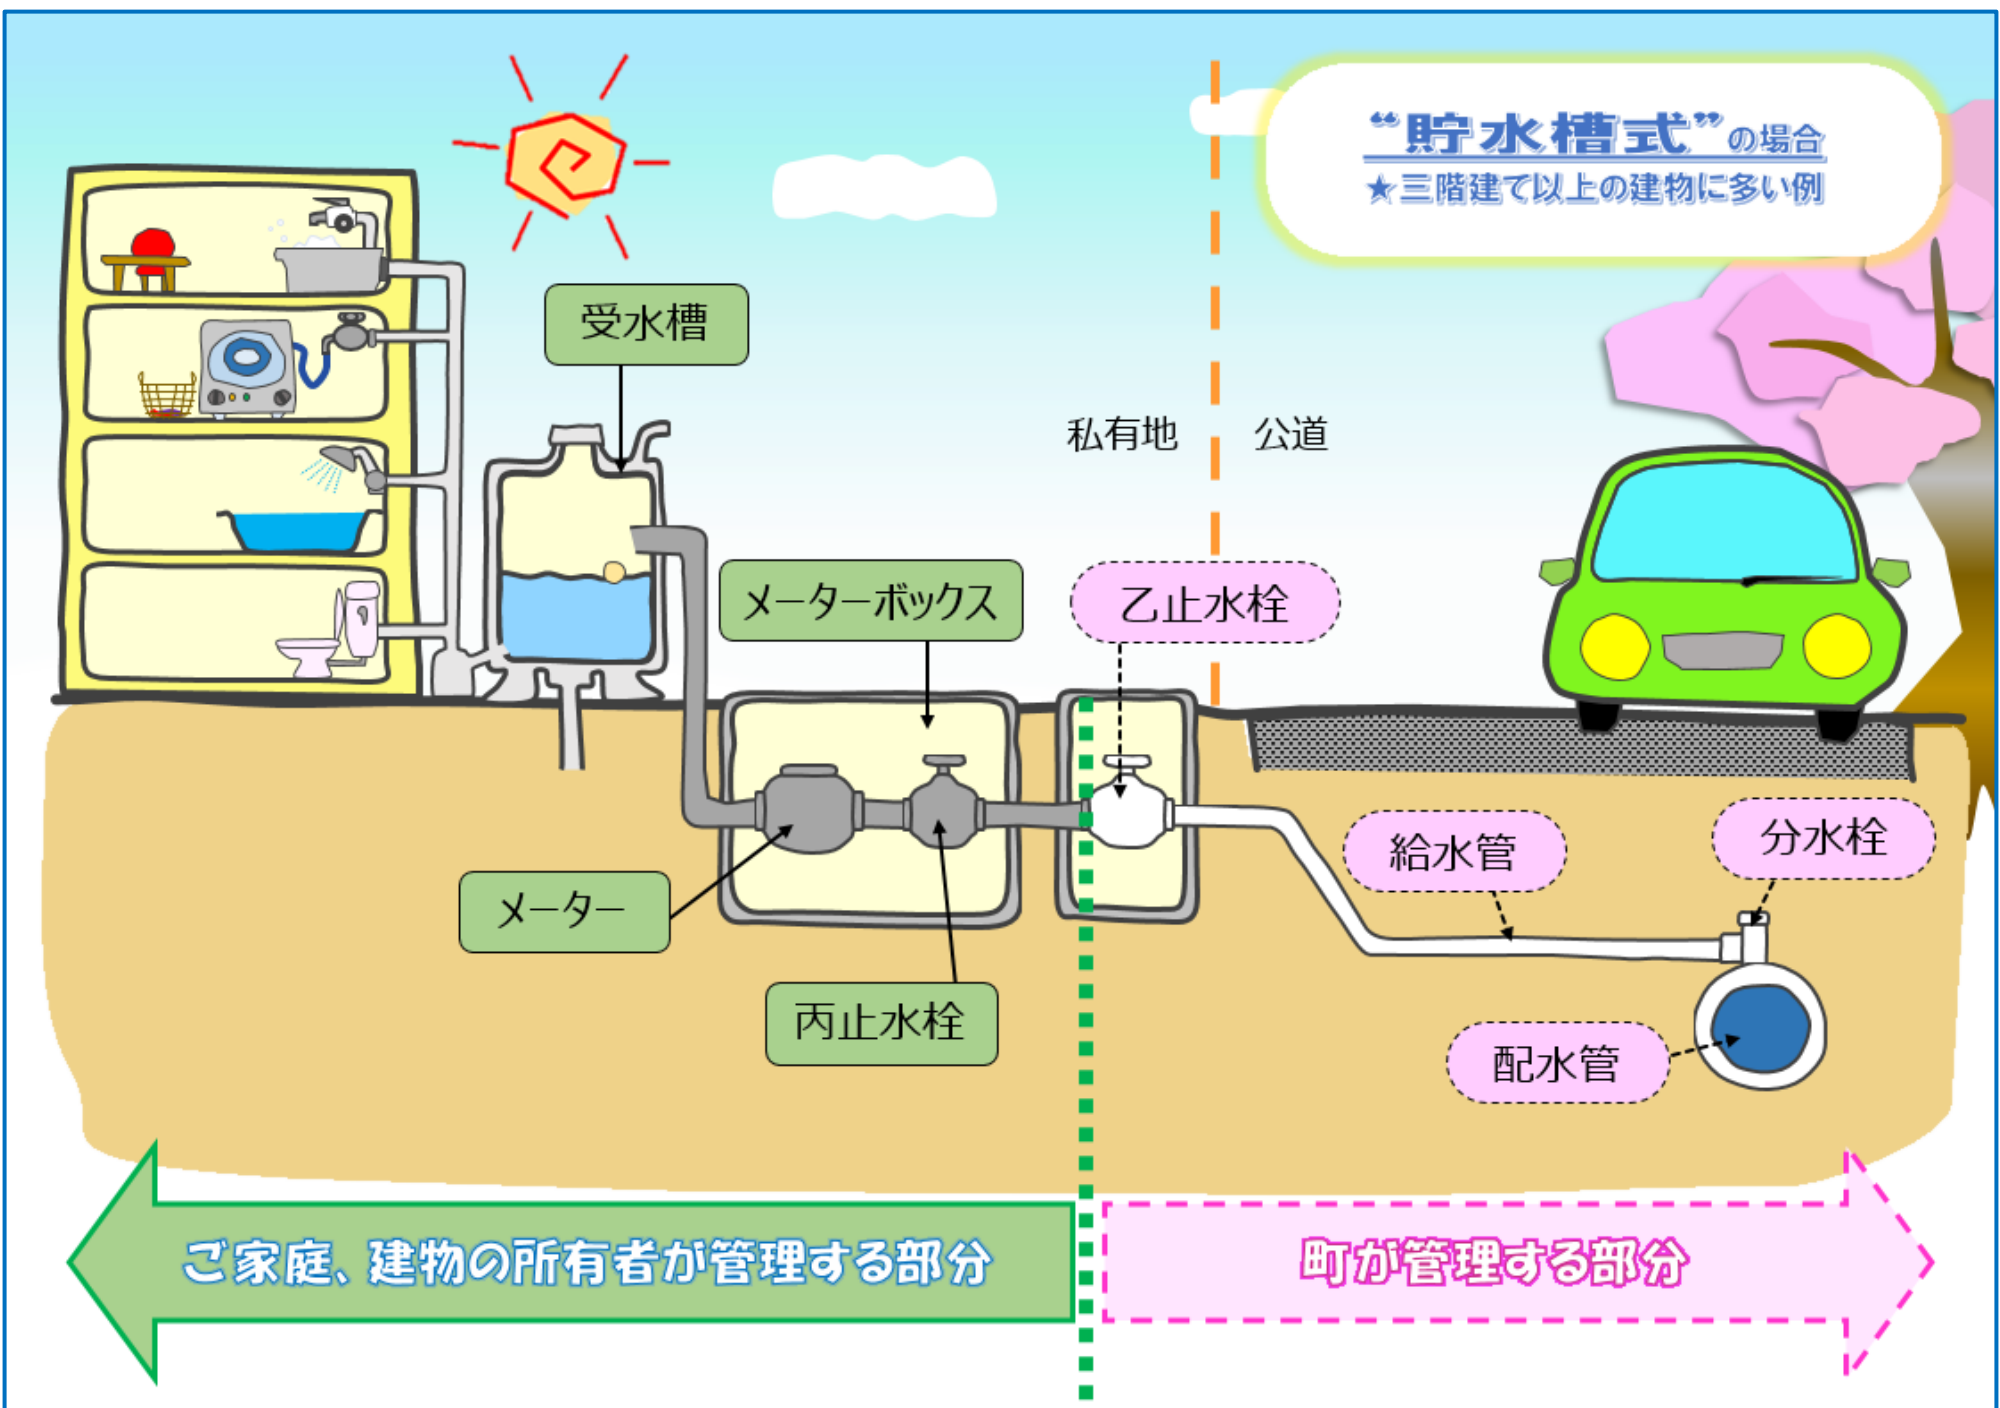 “貯水槽式”の場合
★三階建て以上の建物に多い例
受水槽
私有地
公道
メーターボックス
乙止水栓
給水管
分水栓
メーター
丙止水栓
配水管
ご家庭、建物の所有者が管理する部分
町が管理する部分